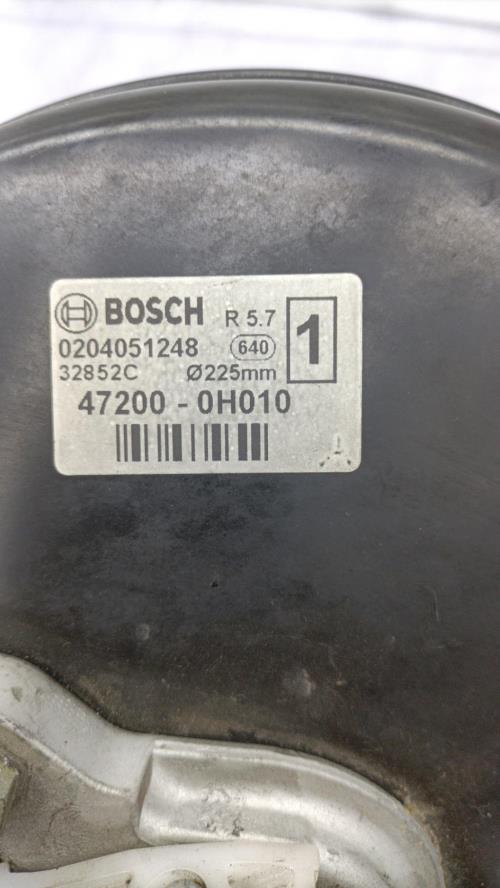 BOSCH R 5.7 1
0204051248 640
32852C Ø225mm
47200 - 0H010